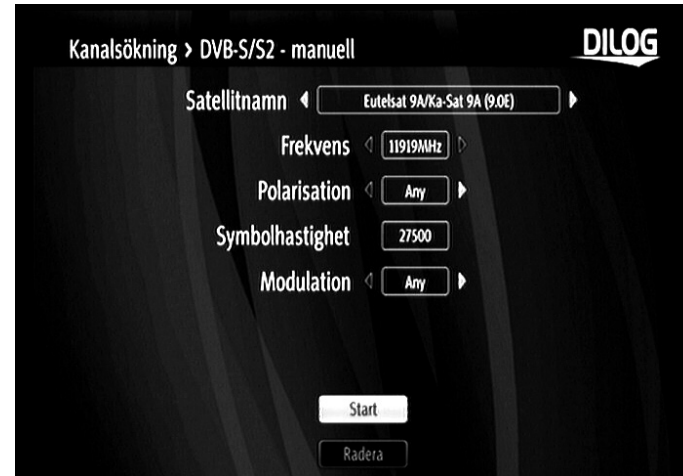 Kanalsökning > DVB-S/S2 - manuell
DILOG
Satellitnamn Eutelsat 9A/Ka-Sat 9A (9.0E)
Frekvens 11919MHz
Polarisation Any
Symbolhastighet 27500
Modulation Any
Start
Radera